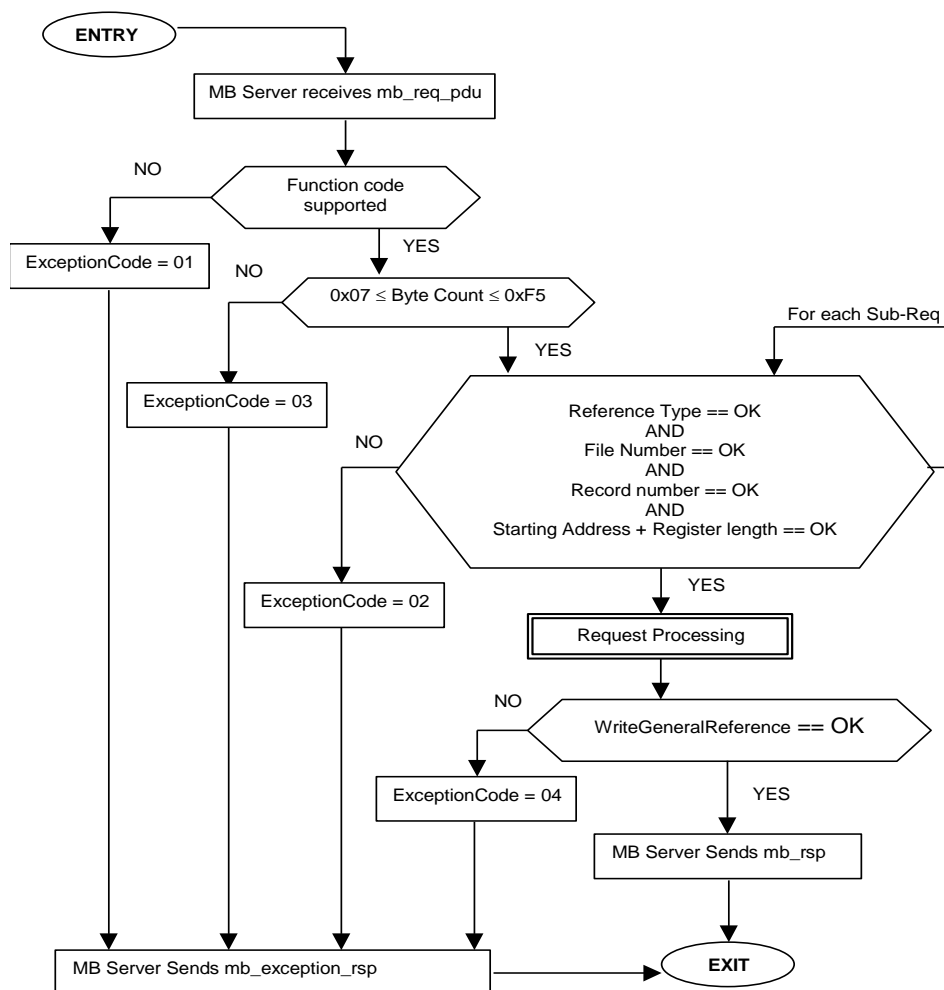 ENTRY
MB Server receives mb_req_pdu
NO
Function code
supported
YES
ExceptionCode = 01
NO
0x07 ≤ Byte Count ≤ 0xF5
For each Sub-Req
YES
ExceptionCode = 03
Reference Type == OK
AND
NO
File Number == OK
AND
Record number == OK
AND
Starting Address + Register length == OK
YES
ExceptionCode = 02
Request Processing
NO
WriteGeneralReference == OK
ExceptionCode = 04
YES
MB Server Sends mb_rsp
MB Server Sends mb_exception_rsp
EXIT